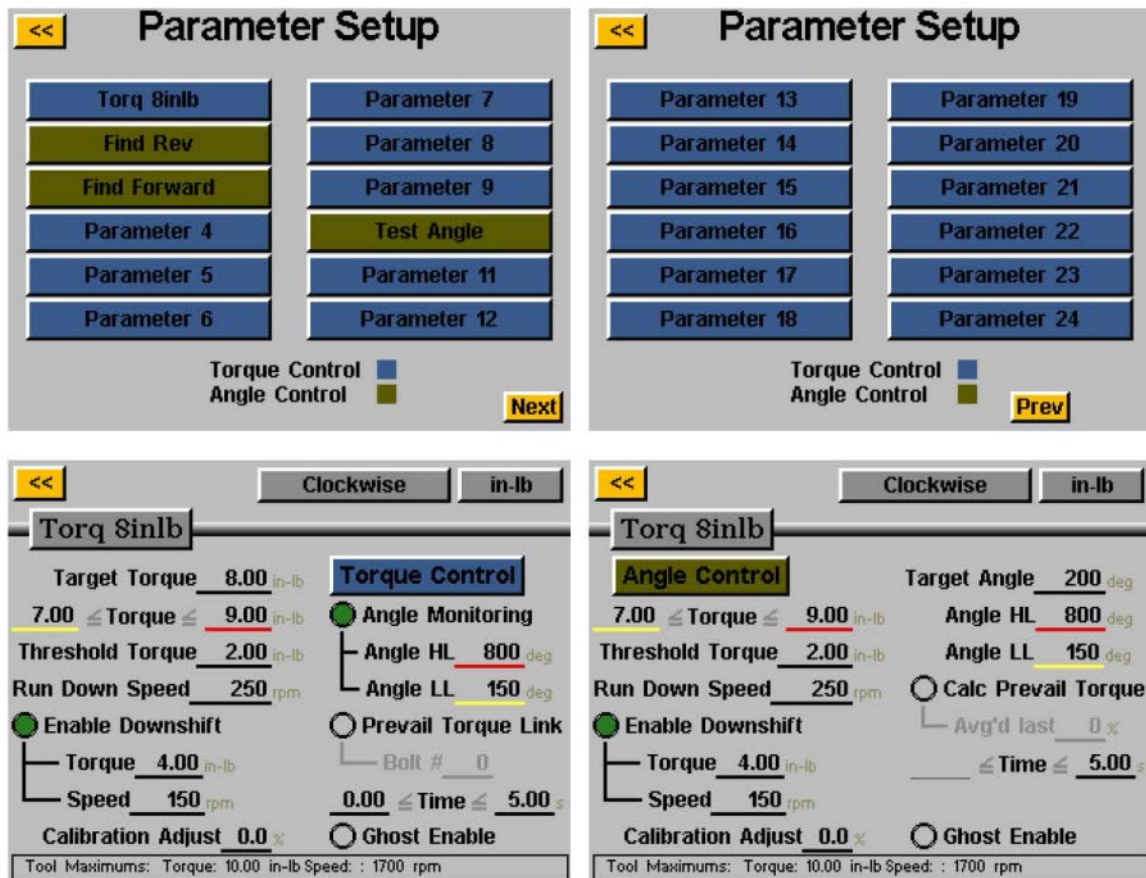 << Parameter Setup
Torq 8inlb
Find Rev
Find Forward
Parameter 4
Parameter 5
Parameter 6
Parameter 7
Parameter 8
Parameter 9
Test Angle
Parameter 11
Parameter 12
Torque Control
Angle Control
Next
<< Parameter Setup
Parameter 13
Parameter 14
Parameter 15
Parameter 16
Parameter 17
Parameter 18
Parameter 19
Parameter 20
Parameter 21
Parameter 22
Parameter 23
Parameter 24
Torque Control
Angle Control
Prev
<< Clockwise in-lb
Torq 8inlb
Target Torque 8.00 in-lb
7.00 ≤ Torque ≤ 9.00 in-lb
Threshold Torque 2.00 in-lb
Run Down Speed 250 rpm
Enable Downshift
Torque 4.00 in-lb
Speed 150 rpm
Calibration Adjust 0.0 %
Torque Control
Angle Monitoring
Angle HL 800 deg
Angle LL 150 deg
Prevail Torque Link
Bolt # 0
0.00 ≤ Time ≤ 5.00 s
Ghost Enable
Tool Maximums: Torque: 10.00 in-lb Speed: : 1700 rpm
<< Clockwise in-lb
Torq 8inlb
Angle Control
7.00 ≤ Torque ≤ 9.00 in-lb
Threshold Torque 2.00 in-lb
Run Down Speed 250 rpm
Enable Downshift
Torque 4.00 in-lb
Speed 150 rpm
Calibration Adjust 0.0 %
Target Angle 200 deg
Angle HL 800 deg
Angle LL 150 deg
Calc Prevail Torque
Avg'd last 0 %
≤ Time ≤ 5.00 s
Ghost Enable
Tool Maximums: Torque: 10.00 in-lb Speed: : 1700 rpm